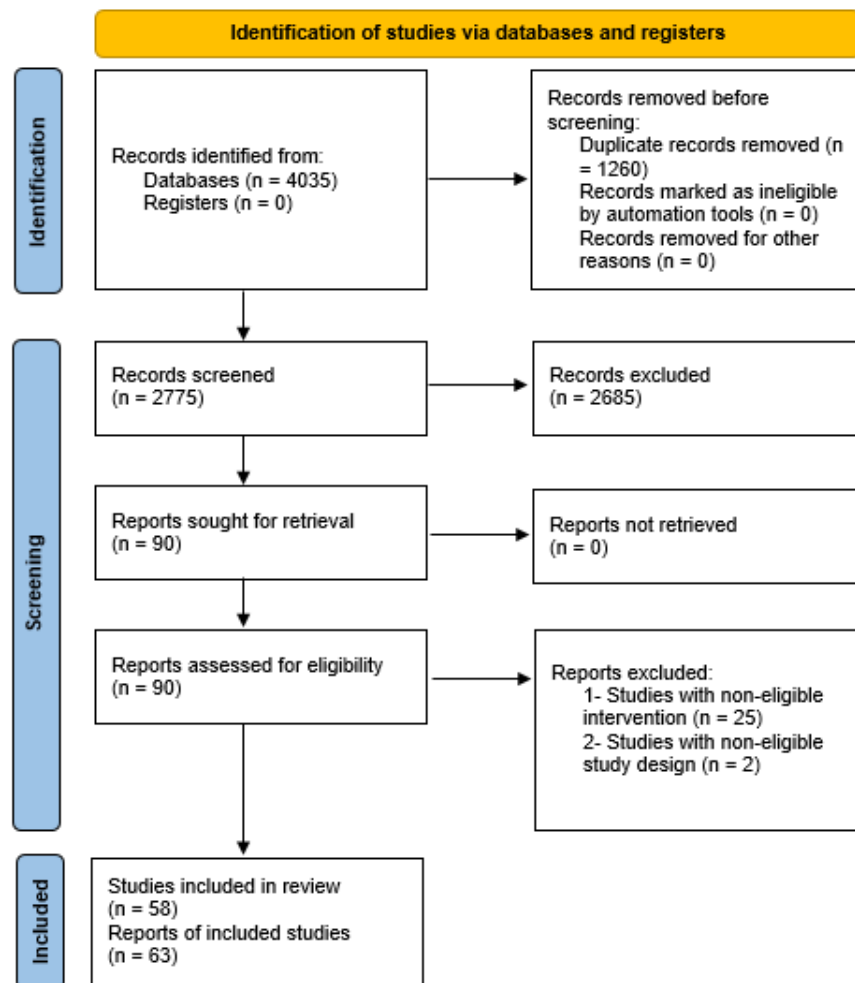 Identification of studies via databases and registers
Identification
Records identified from:
Databases (n = 4035)
Registers (n = 0)
Records removed before
screening:
Duplicate records removed (n
= 1260)
Records marked as ineligible
by automation tools (n = 0)
Records removed for other
reasons (n = 0)
Screening
Records screened
(n = 2775)
Records excluded
(n = 2685)
Reports sought for retrieval
(n = 90)
Reports not retrieved
(n = 0)
Reports assessed for eligibility
(n = 90)
Reports excluded:
1- Studies with non-eligible
intervention (n = 25)
2- Studies with non-eligible
study design (n = 2)
Included
Studies included in review
(n = 58)
Reports of included studies
(n = 63)